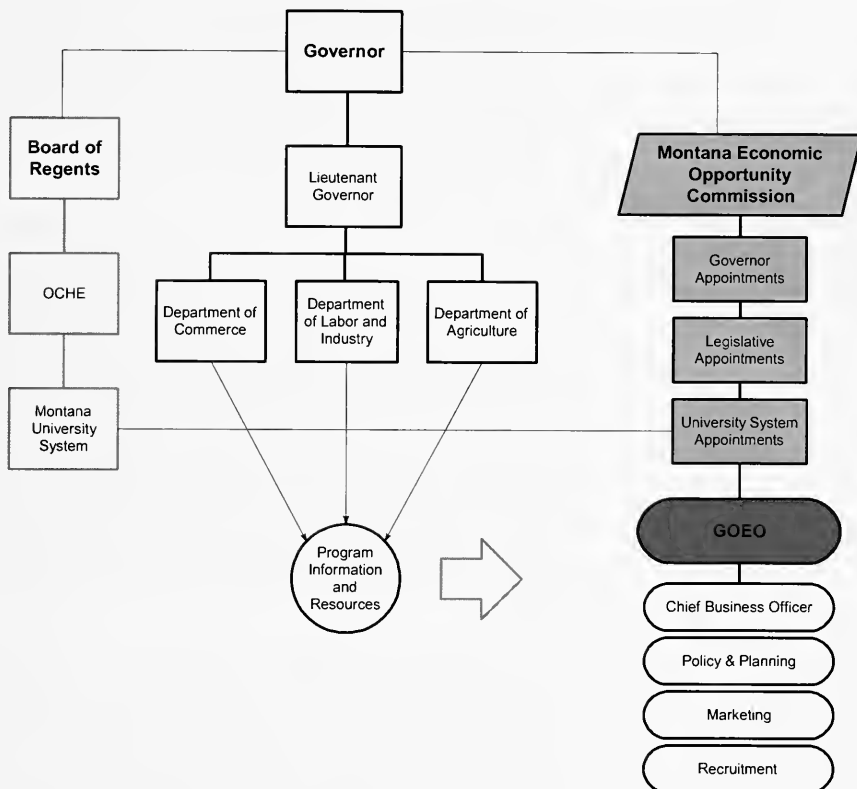 Governor
Board of
Regents
Lieutenant
Governor
Montana Economic
Opportunity
Commission
OCHE
Department of
Commerce
Department
of Labor and
Industry
Department of
Agriculture
Governor
Appointments
Legislative
Appointments
Montana
University
System
University System
Appointments
GOEO
Program
Information
and
Resources
Chief Business Officer
Policy & Planning
Marketing
Recruitment